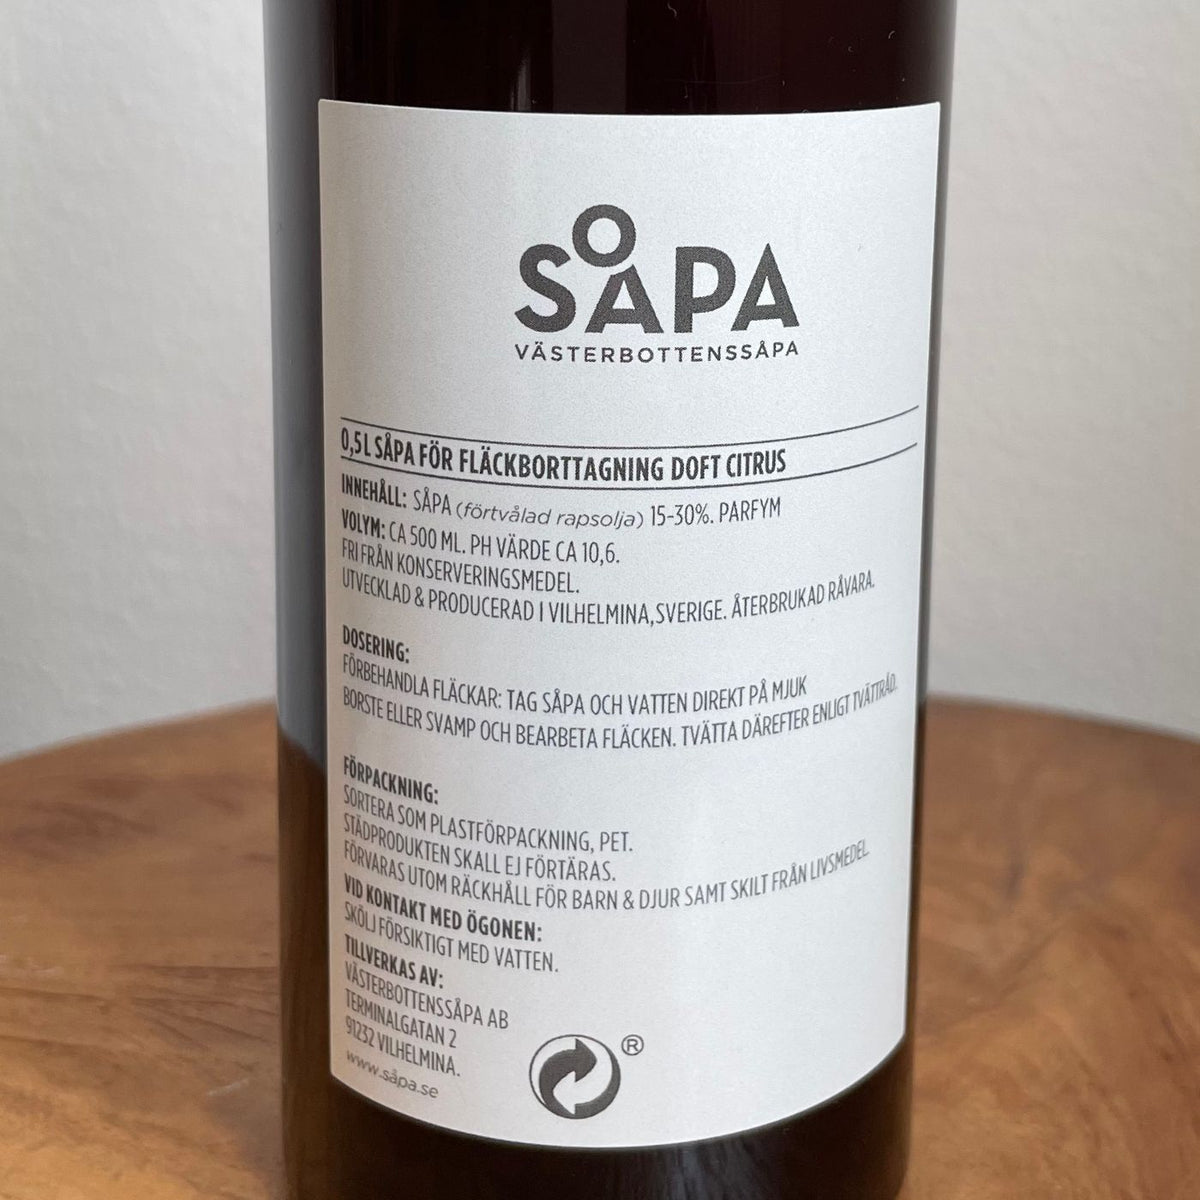 SÅPA
VÄSTERBOTTENSSÅPA
0,5L SÅPA FÖR FLÄCKBORTTAGNING DOFT CITRUS
INNEHÅLL: SÅPA (förtvålad rapsolja) 15-30%. PARFYM
VOLYM: CA 500 ML. PH VÄRDE CA 10,6.
FRI FRÅN KONSERVERINGSMEDEL.
UTVECKLAD & PRODUCERAD I VILHELMINA, SVERIGE. ÅTERBRUKAD RÅVARA.
DOSERING:
FÖRBEHANDLA FLÄCKAR: TAG SÅPA OCH VATTEN DIREKT PÅ MJUK
BORSTE ELLER SVAMP OCH BEARBETA FLÄCKEN. TVÄTTA DÄREFTER ENLIGT TVÄTTRÅD.
FÖRPACKNING:
SORTERA SOM PLASTFÖRPACKNING, PET.
STÄDPRODUKTEN SKALL EJ FÖRTÄRAS.
FÖRVARAS UTOM RÄCKHÅLL FÖR BARN & DJUR SAMT SKILT FRÅN LIVSMEDEL.
VID KONTAKT MED ÖGONEN:
SKÖLJ FÖRSIKTIGT MED VATTEN.
TILLVERKAS AV:
VÄSTERBOTTENSSÅPA AB
TERMINALGATAN 2
91232 VILHELMINA.
www.såpa.se
®